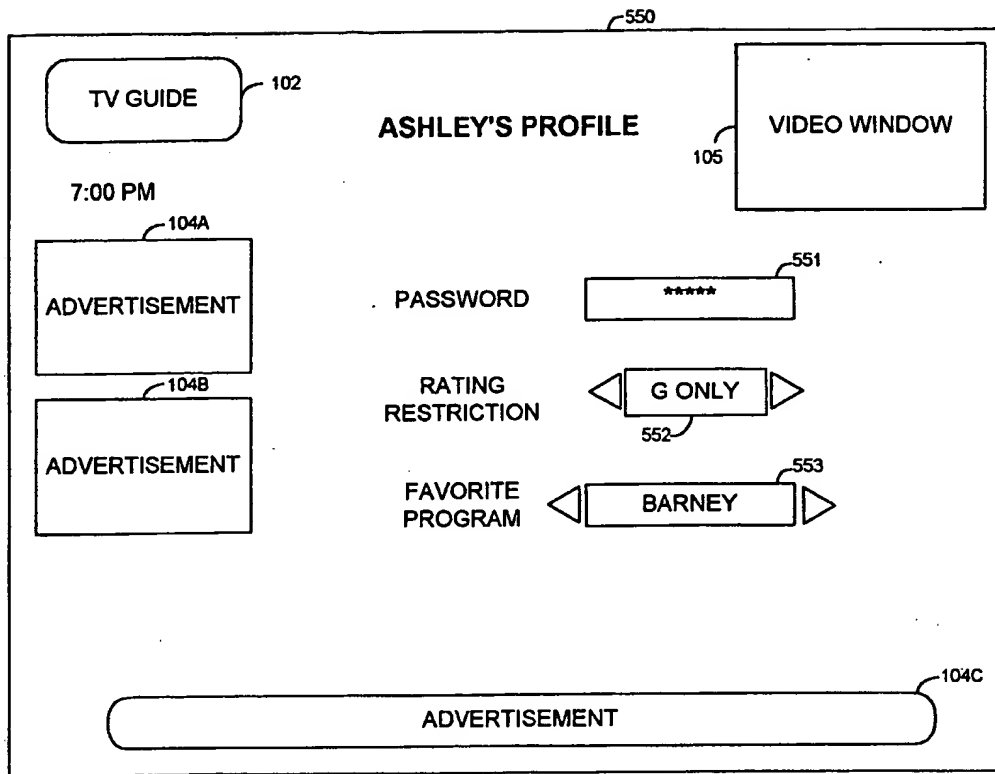 550
TV GUIDE
102
ASHLEY'S PROFILE
VIDEO WINDOW
105
7:00 PM
104A
ADVERTISEMENT
104B
ADVERTISEMENT
PASSWORD
551
*****
RATING
RESTRICTION
G ONLY
552
FAVORITE
PROGRAM
553
BARNEY
104C
ADVERTISEMENT